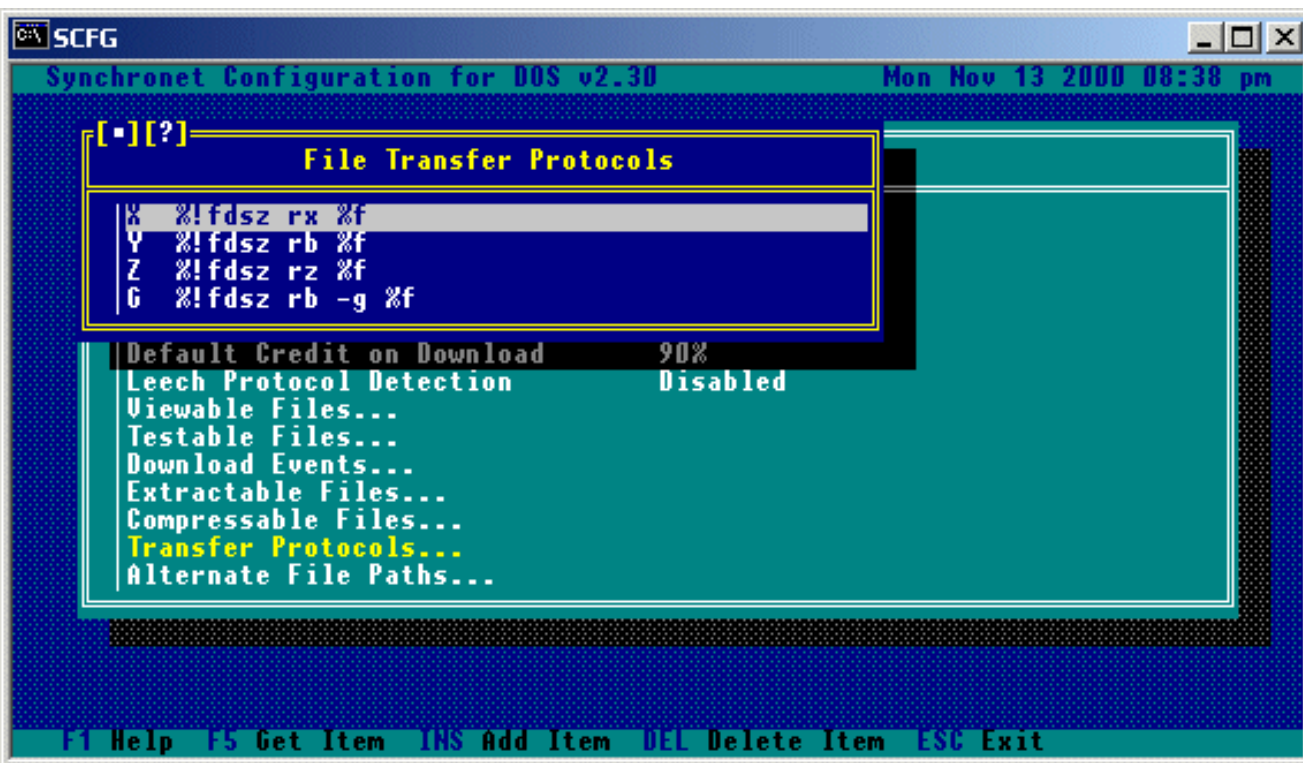 SCFG
Synchronet Configuration for DOS v2.30 Mon Nov 13 2000 08:38 pm
[▪][?]
File Transfer Protocols
X %!fdsz rx %f
Y %!fdsz rb %f
Z %!fdsz rz %f
G %!fdsz rb -g %f
Default Credit on Download 90%
Leech Protocol Detection Disabled
Viewable Files...
Testable Files...
Download Events...
Extractable Files...
Compressable Files...
Transfer Protocols...
Alternate File Paths...
F1 Help F5 Get Item INS Add Item DEL Delete Item ESC Exit